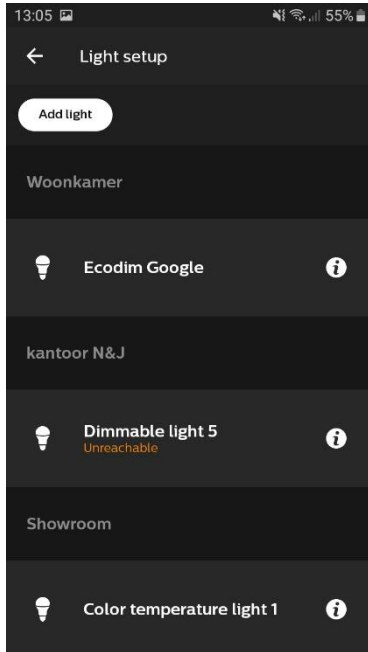 13:05 55%
Light setup
Add light
Woonkamer
Ecodim Google
kantoor N&J
Dimmable light 5
Unreachable
Showroom
Color temperature light 1